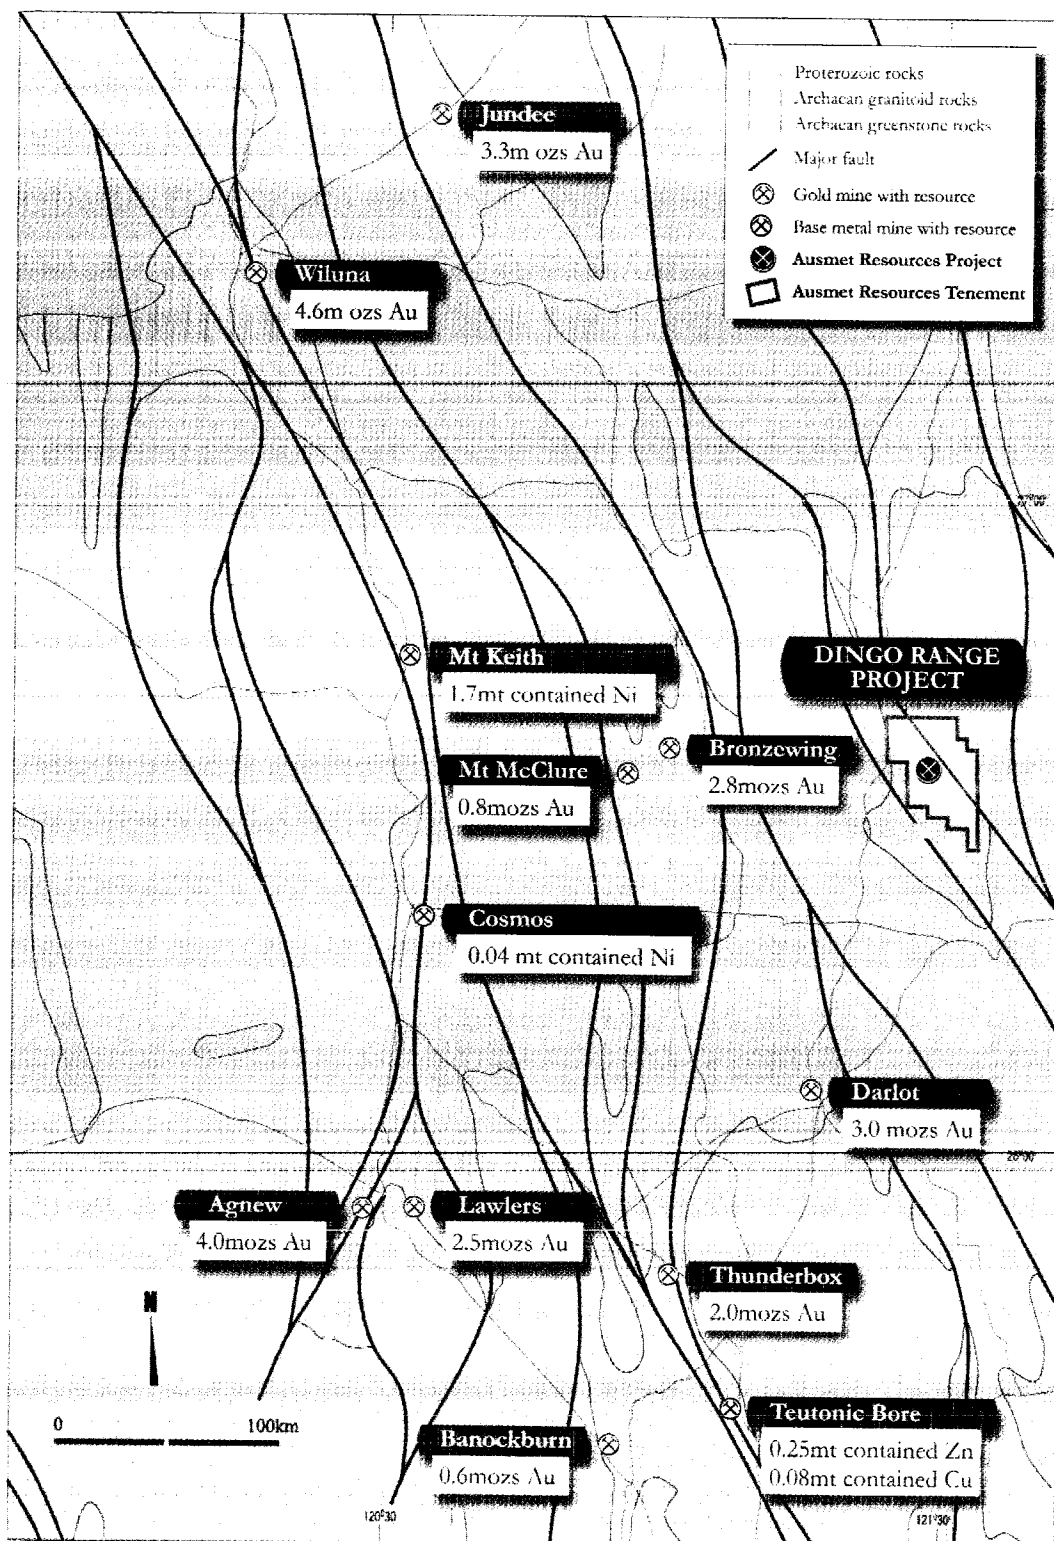 Jundee
3.3m ozs Au
Proterozoic rocks
Archaean granitoid rocks
Archaean greenstone rocks
Major fault
Gold mine with resource
Base metal mine with resource
Ausmet Resources Project
Ausmet Resources Tenement
Wiluna
4.6m ozs Au
Mt Keith
1.7mt contained Ni
DINGO RANGE
PROJECT
Bronzewing
2.8mozs Au
Mt McClure
0.8mozs Au
Cosmos
0.04 mt contained Ni
Darlot
3.0 mozs Au
Agnew
4.0mozs Au
Lawlers
2.5mozs Au
Thunderbox
2.0mozs Au
N
0 100km
Teutonic Bore
0.25mt contained Zn
0.08mt contained Cu
Banockburn
0.6mozs Au
120°30
121°30